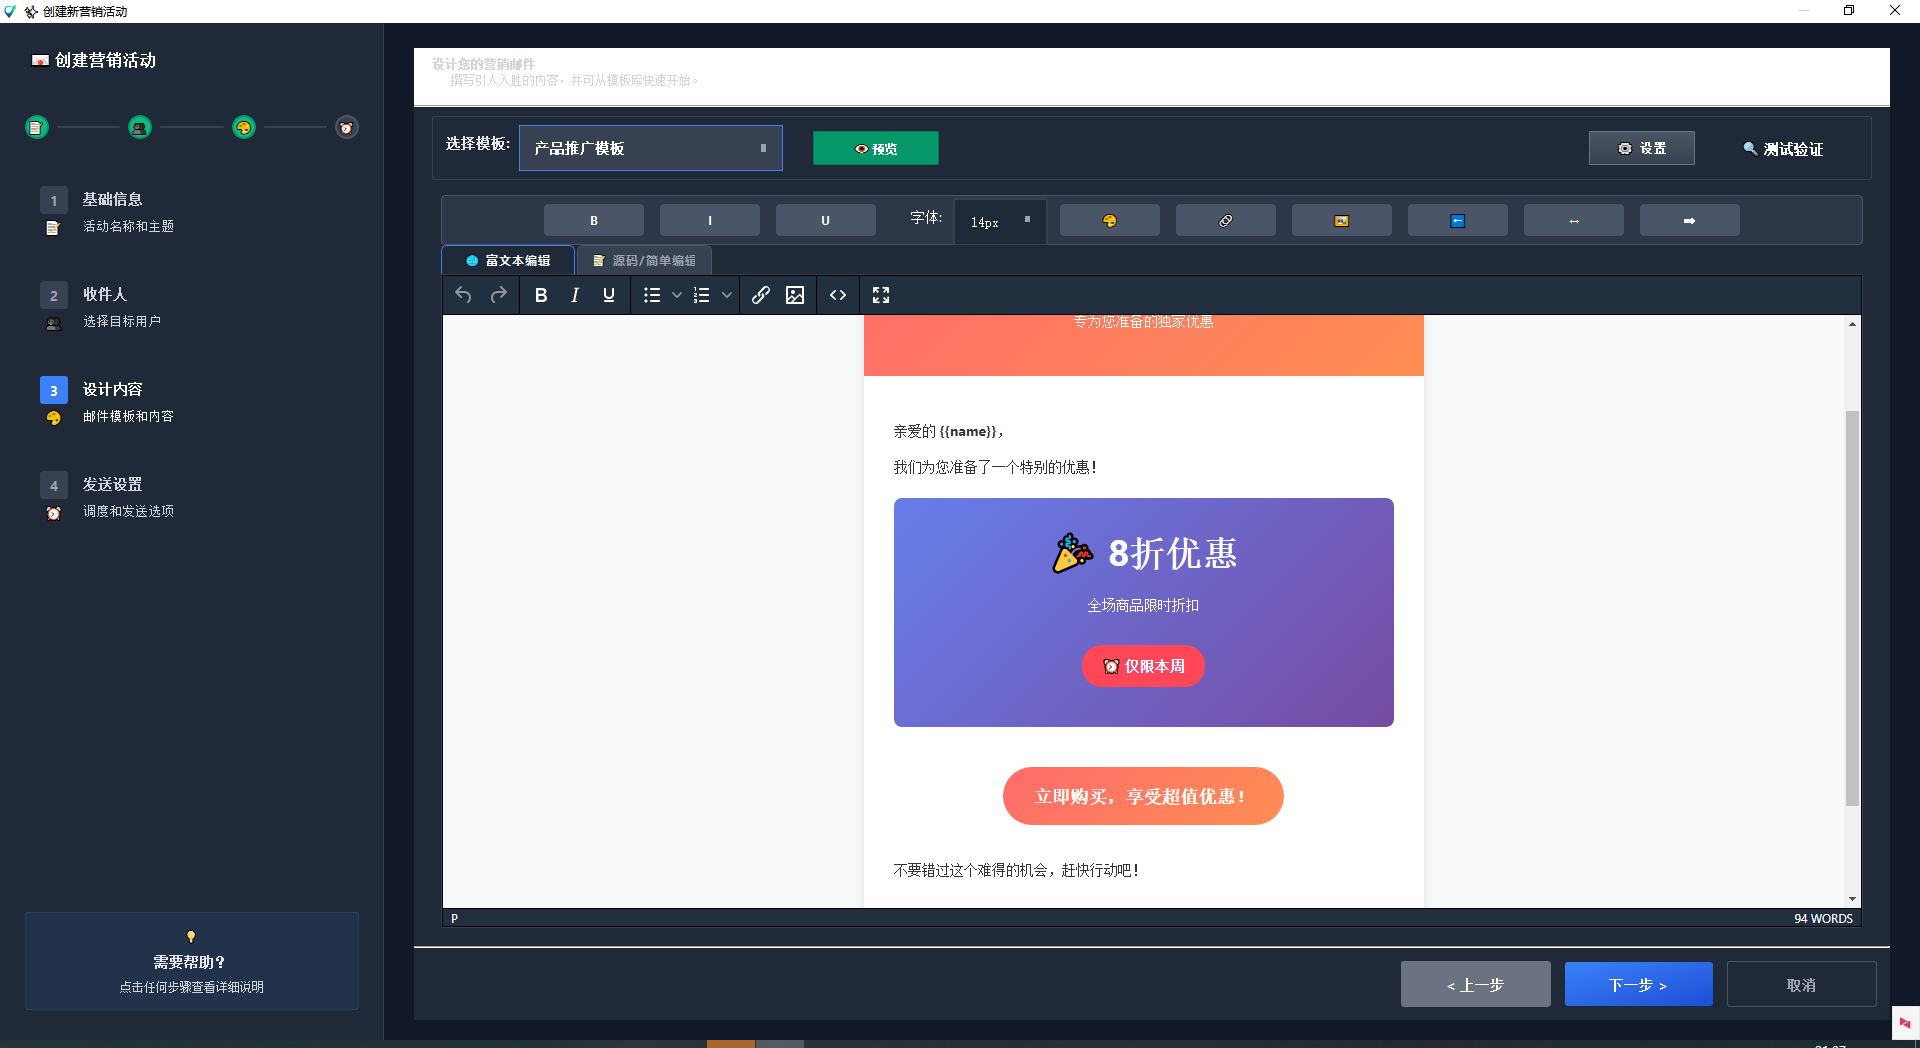 创建新营销活动
创建营销活动
1 基础信息
活动名称和主题
2 收件人
选择目标用户
3 设计内容
邮件模板和内容
4 发送设置
调度和发送选项
需要帮助？
点击任何步骤查看详细说明
设计您的营销邮件
撰写引人入胜的内容，并可从模板库快速开始。
选择模板: 产品推广模板 预览 设置 测试验证
B I U 字体: 14px
富文本编辑 源码/简单编辑
B I U
专为您准备的独家优惠
亲爱的 {{name}}，
我们为您准备了一个特别的优惠！
8折优惠
全场商品限时折扣
仅限本周
立即购买，享受超值优惠！
不要错过这个难得的机会，赶快行动吧！
P 94 WORDS
< 上一步 下一步 > 取消